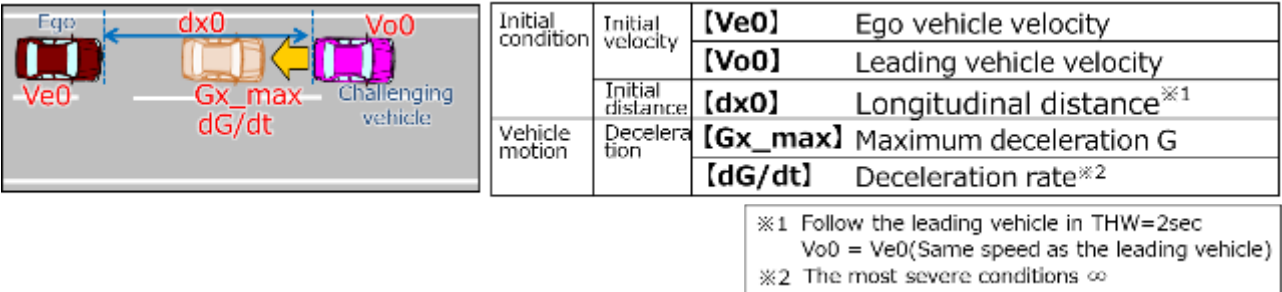 Ego
dx0
Vo0
Ve0
Gx_max
dG/dt
Challenging
vehicle
Initial
condition
Initial
velocity
【Ve0】 Ego vehicle velocity
【Vo0】 Leading vehicle velocity
Initial
distance
【dx0】 Longitudinal distance※1
Vehicle
motion
Decelera
tion
【Gx_max】 Maximum deceleration G
【dG/dt】 Deceleration rate※2
※1 Follow the leading vehicle in THW=2sec
Vo0 = Ve0(Same speed as the leading vehicle)
※2 The most severe conditions ∞